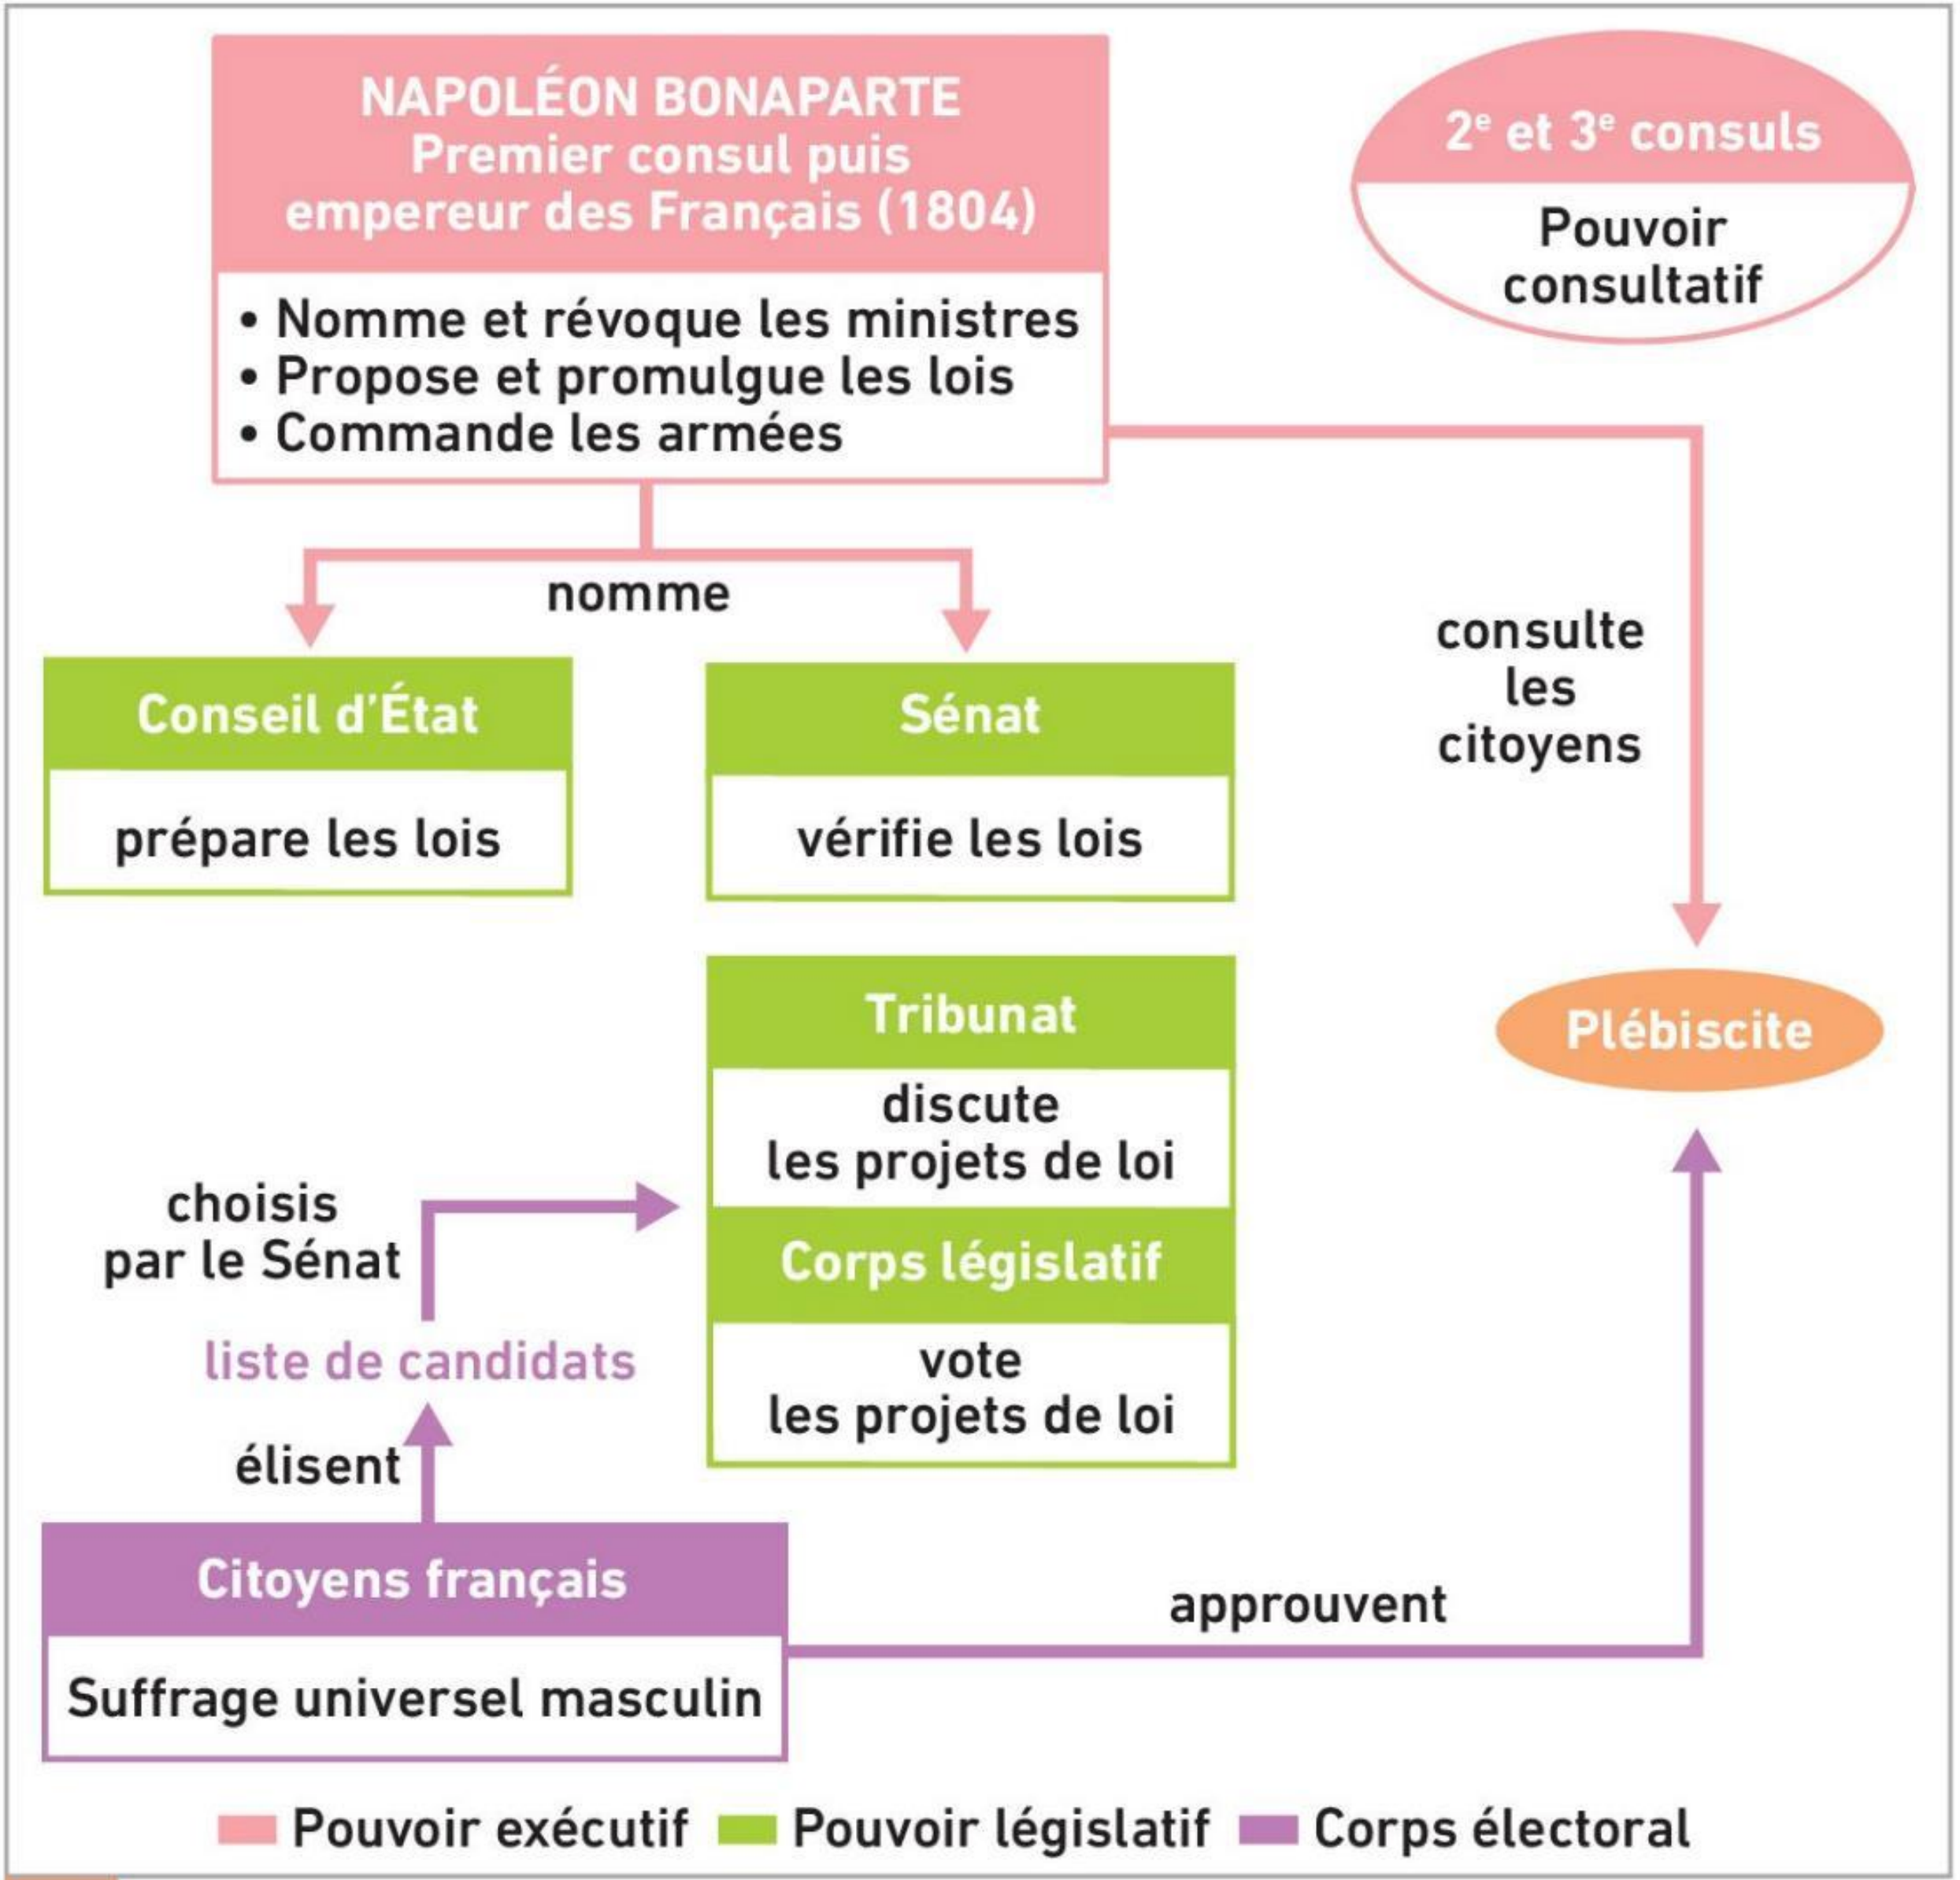 NAPOLÉON BONAPARTE
Premier consul puis
empereur des Français (1804)
• Nomme et révoque les ministres
• Propose et promulgue les lois
• Commande les armées
2e et 3e consuls
Pouvoir
consultatif
nomme
consulte
les
citoyens
Conseil d'État
prépare les lois
Sénat
vérifie les lois
Tribunat
discute
les projets de loi
Corps législatif
vote
les projets de loi
Plébiscite
choisis
par le Sénat
liste de candidats
élisent
Citoyens français
Suffrage universel masculin
approuvent
Pouvoir exécutif
Pouvoir législatif
Corps électoral